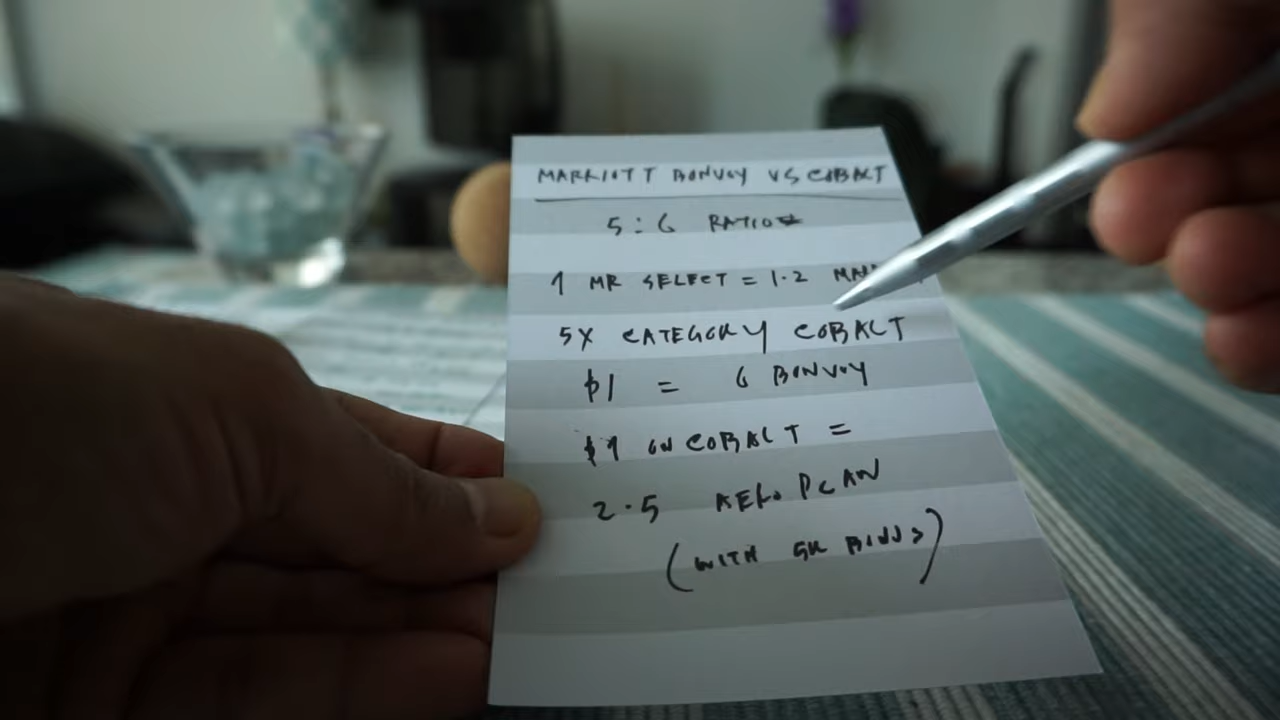 MARRIOTT BONVOY VS COBALT
5:6 RATIO
1 MR SELECT = 1.2
5X CATEGORY COBALT
$1 = 6 BONVOY
$1 ON COBALT =
2.5 AEROPLAN
(WITH 5K BONUS)